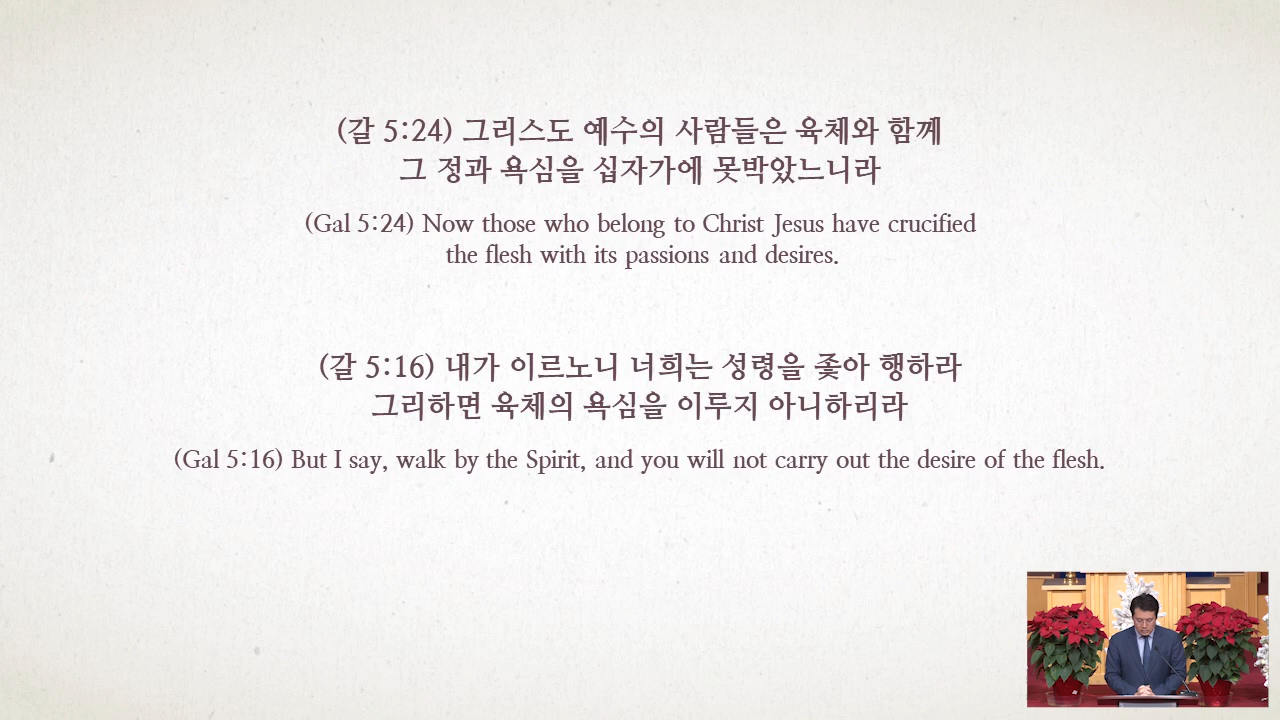 (갈 5:24) 그리스도 예수의 사람들은 육체와 함께
그 정과 욕심을 십자가에 못박았느니라
(Gal 5:24) Now those who belong to Christ Jesus have crucified
the flesh with its passions and desires.
(갈 5:16) 내가 이르노니 너희는 성령을 좇아 행하라
그리하면 육체의 욕심을 이루지 아니하리라
(Gal 5:16) But I say, walk by the Spirit, and you will not carry out the desire of the flesh.